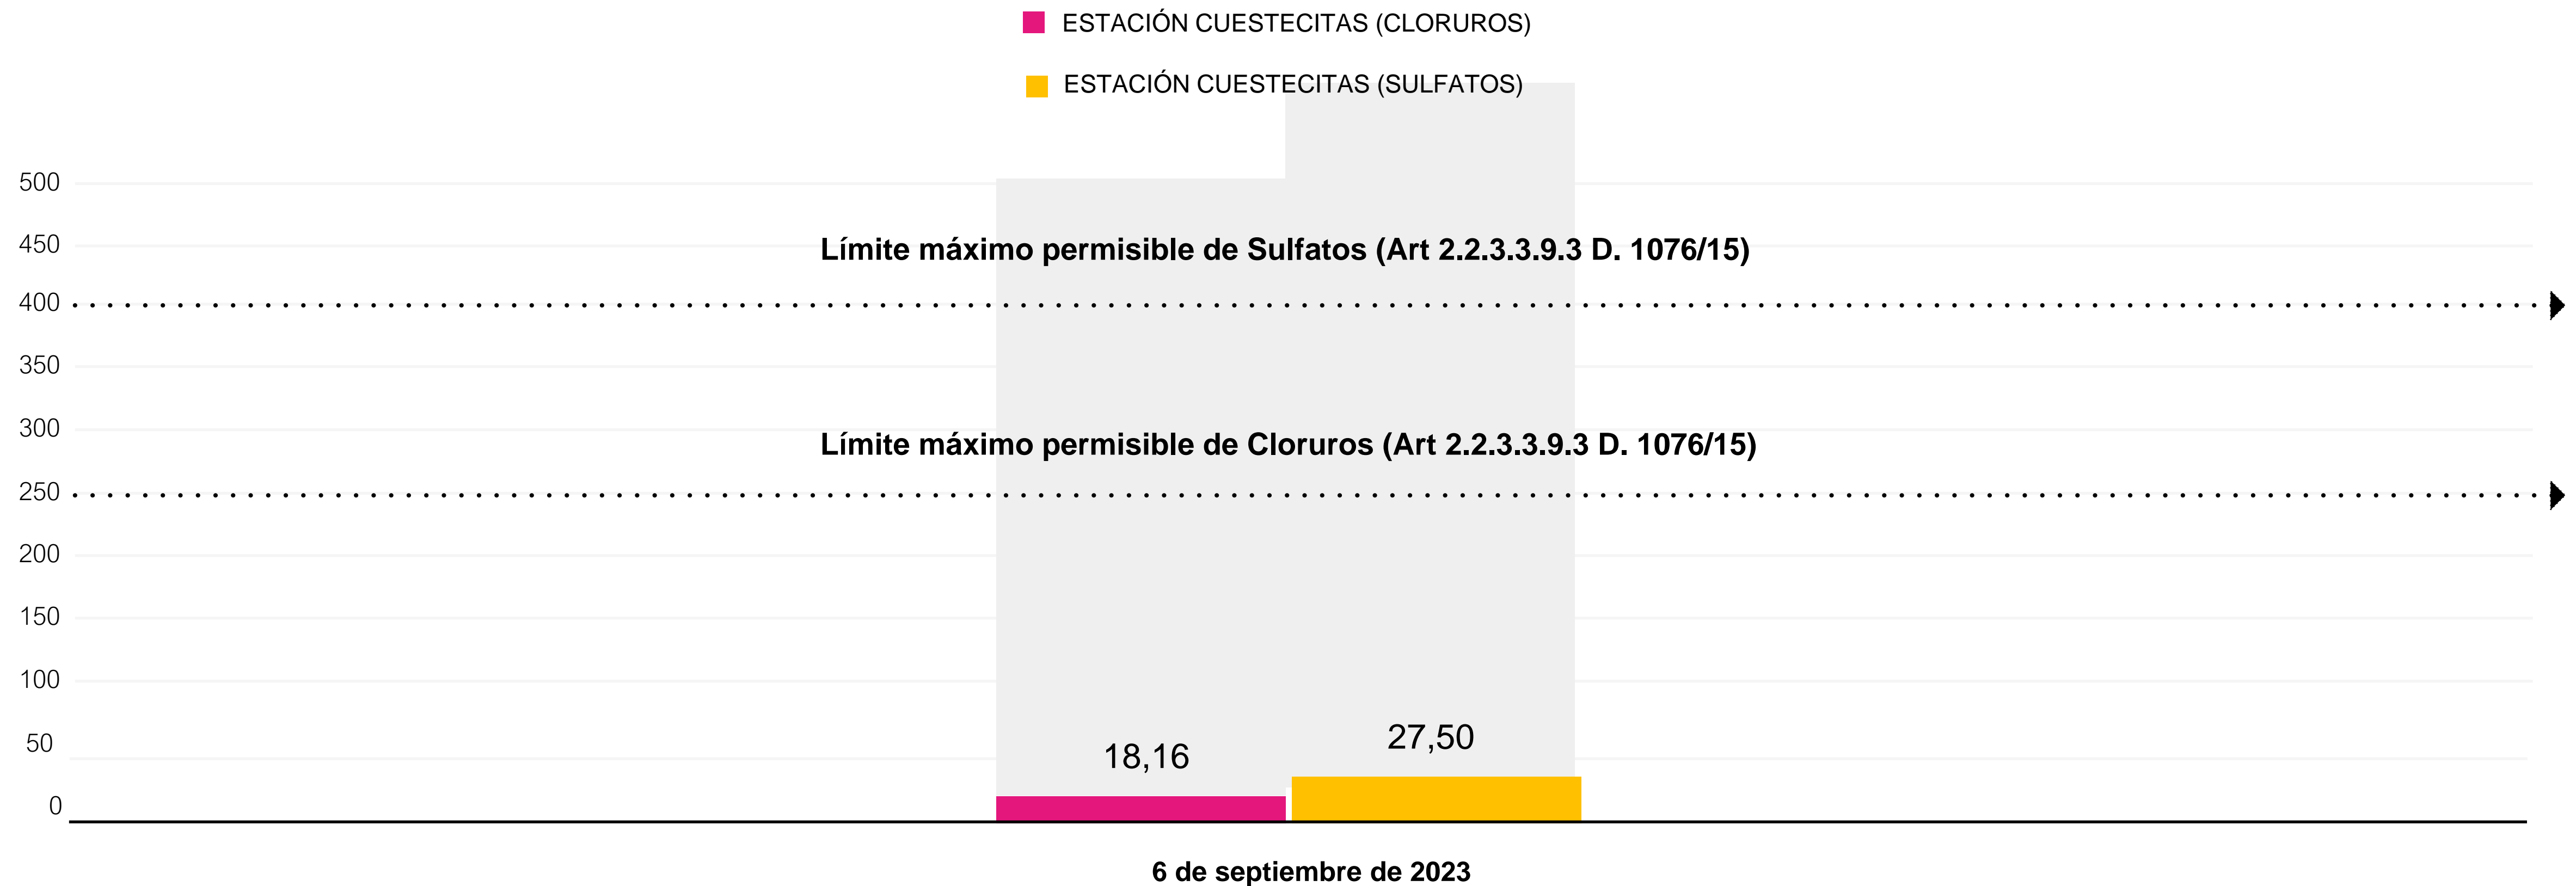 ESTACIÓN CUESTECITAS (CLORUROS)
ESTACIÓN CUESTECITAS (SULFATOS)
500
450
Límite máximo permisible de Sulfatos (Art 2.2.3.3.9.3 D. 1076/15)
400
350
300
Límite máximo permisible de Cloruros (Art 2.2.3.3.9.3 D. 1076/15)
250
200
150
100
50
18,16
27,50
0
6 de septiembre de 2023